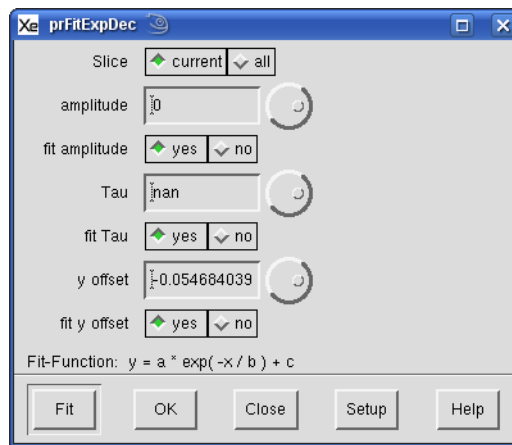 Xe prFitExpDec
Slice current all
amplitude 0
fit amplitude yes no
Tau nan
fit Tau yes no
y offset -0.054684039
fit y offset yes no
Fit-Function: y = a * exp( -x / b ) + c
Fit OK Close Setup Help